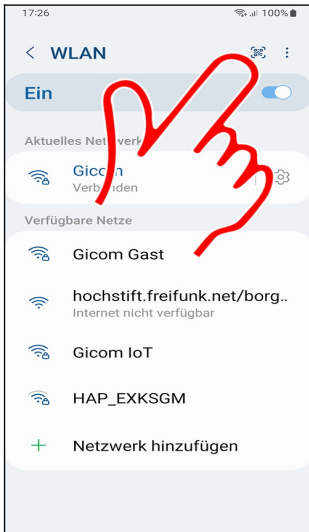 17:26 100%
WLAN
Ein
Aktuelles Netzwerk
Gicom
Verbunden
Verfügbare Netze
Gicom Gast
hochstift.freifunk.net/borg..
Internet nicht verfügbar
Gicom IoT
HAP_EXKSGM
Netzwerk hinzufügen